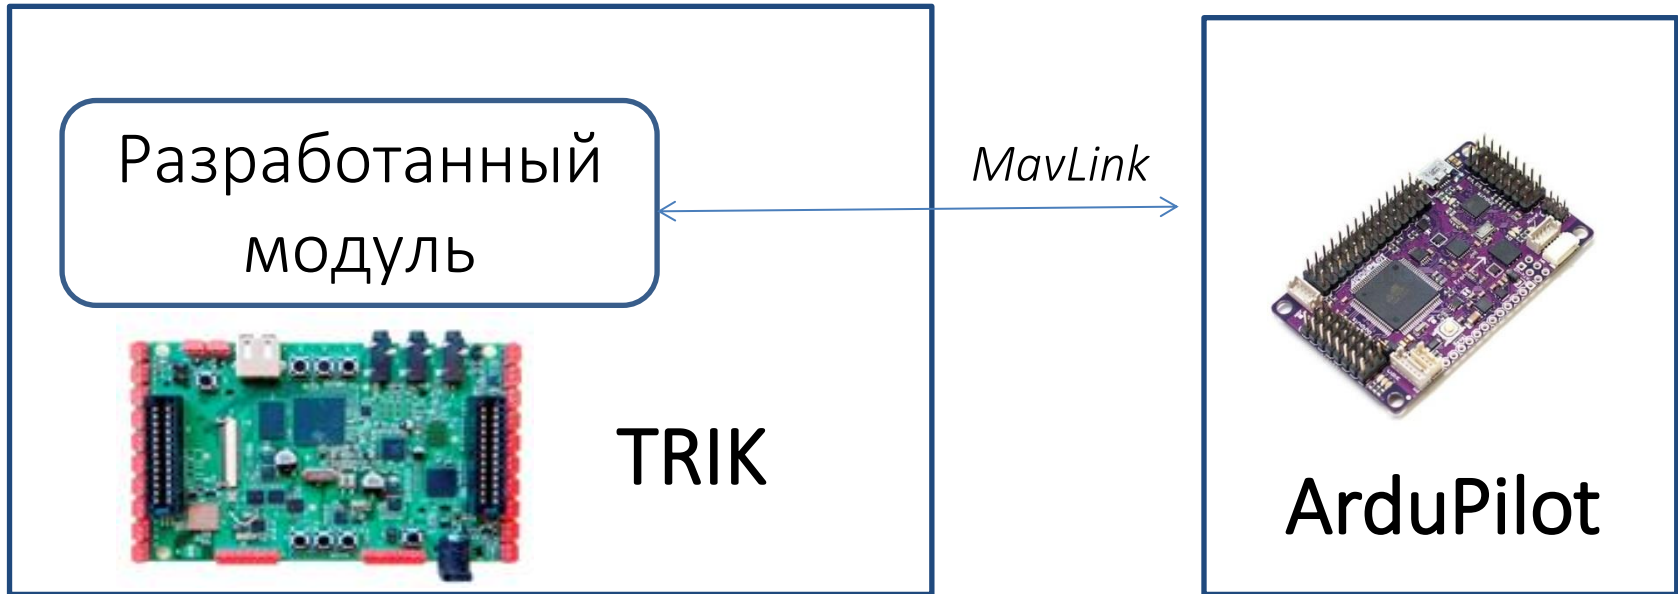 Разработанный
модуль
MavLink
TRIK
ArduPilot